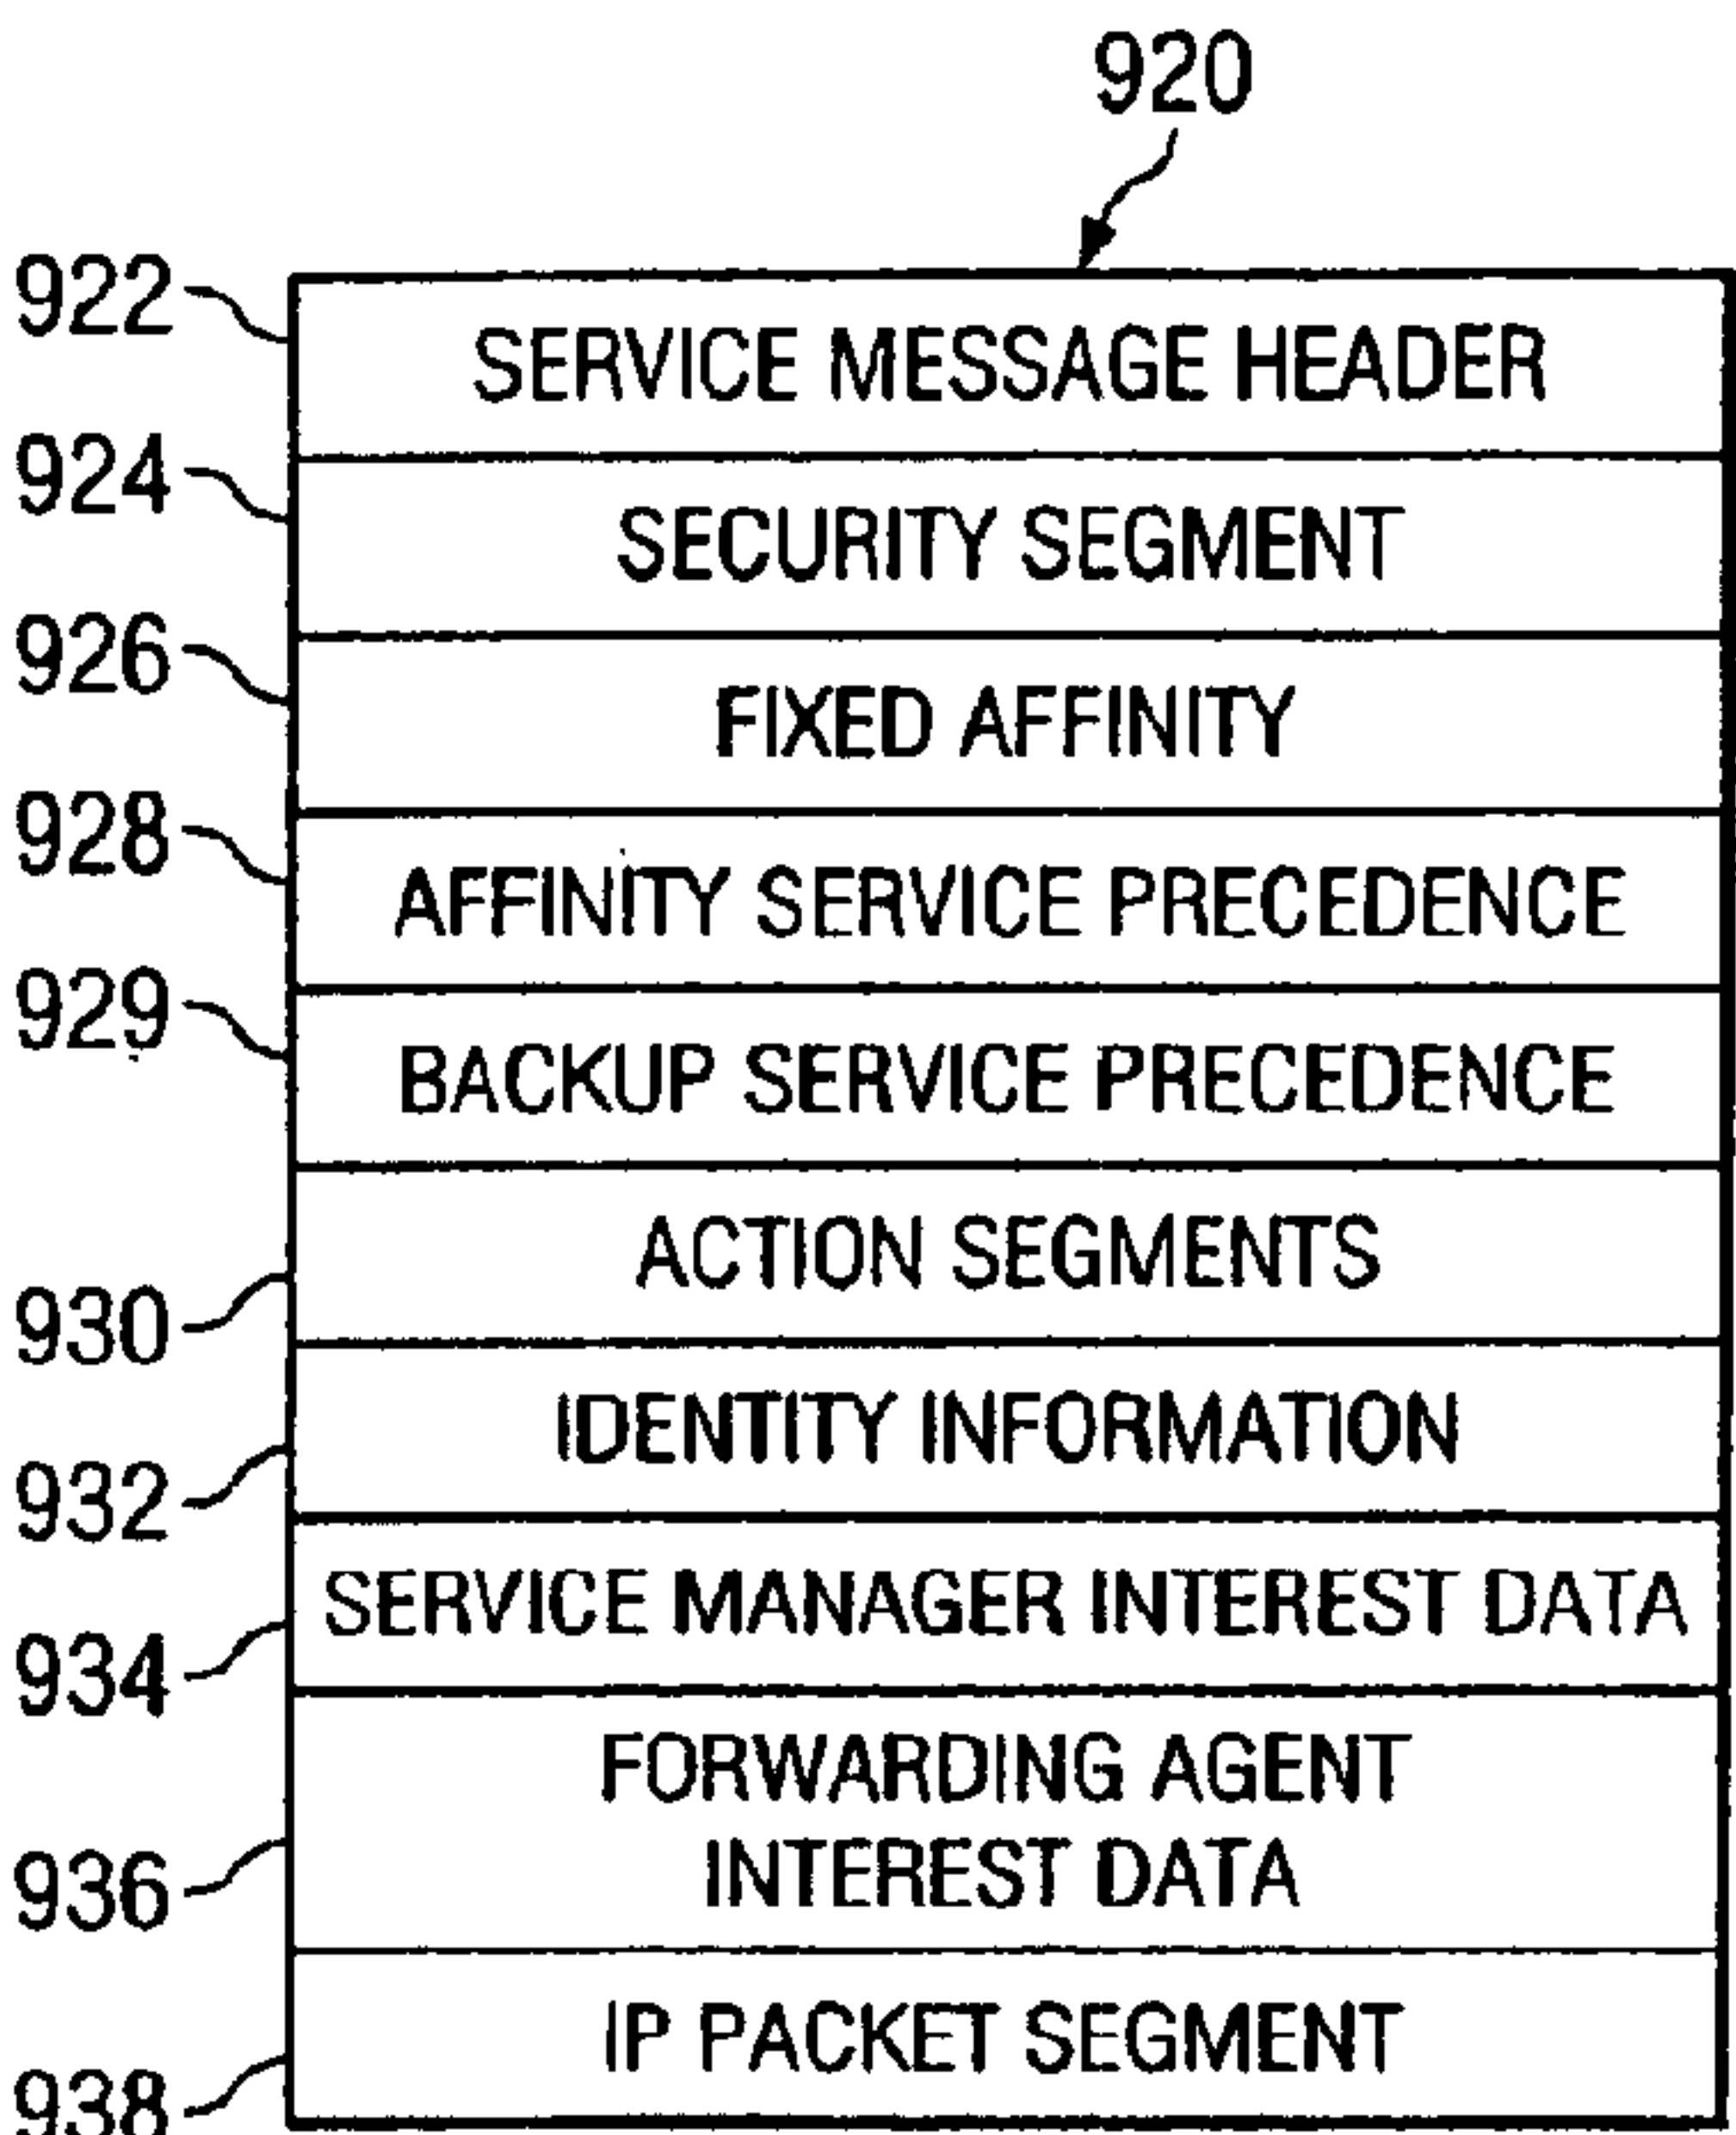 920
922
SERVICE MESSAGE HEADER
924
SECURITY SEGMENT
926
FIXED AFFINITY
928
AFFINITY SERVICE PRECEDENCE
929
BACKUP SERVICE PRECEDENCE
ACTION SEGMENTS
930
IDENTITY INFORMATION
932
SERVICE MANAGER INTEREST DATA
934
FORWARDING AGENT
INTEREST DATA
936
IP PACKET SEGMENT
938